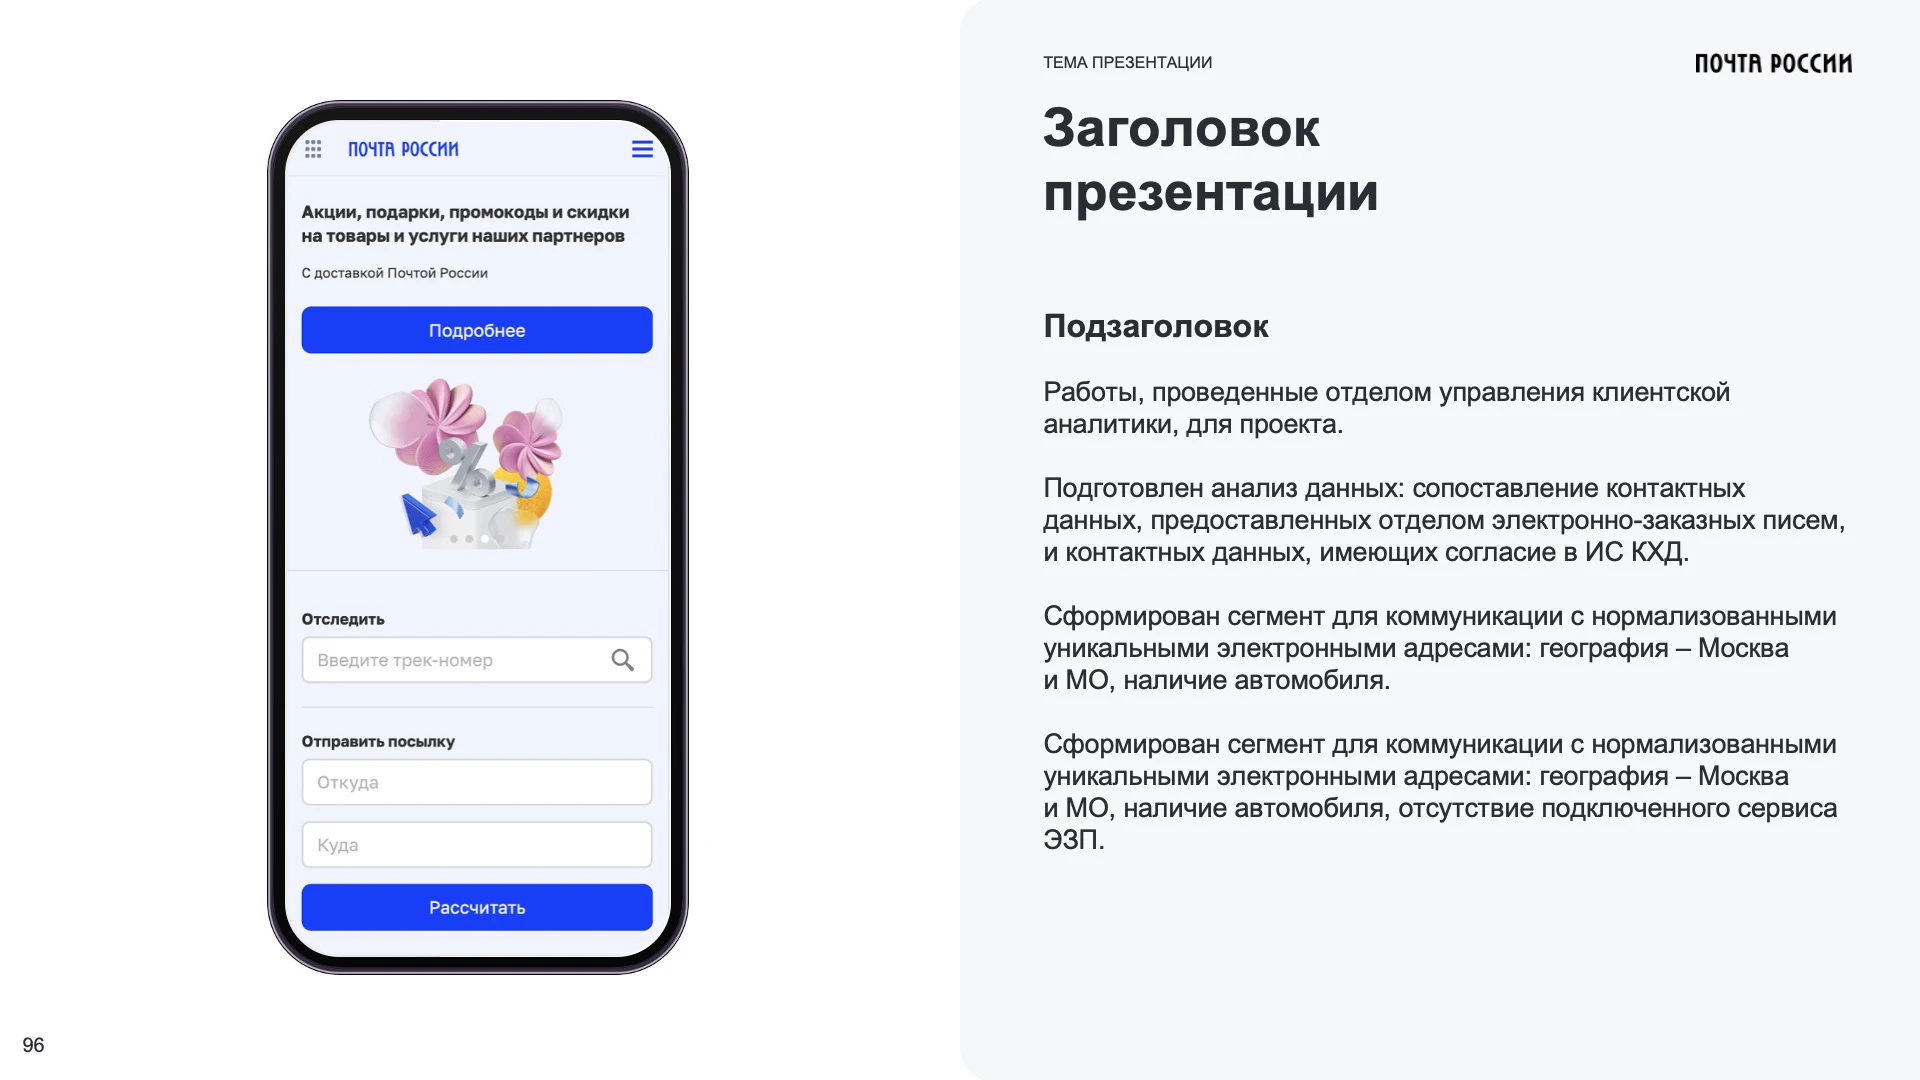 ПОЧТА РОССИИ
Акции, подарки, промокоды и скидки
на товары и услуги наших партнеров
С доставкой Почтой России
Подробнее
%
Отследить
Введите трек-номер
Отправить посылку
Откуда
Куда
Рассчитать
96
ТЕМА ПРЕЗЕНТАЦИИ
ПОЧТА РОССИИ
Заголовок
презентации
Подзаголовок
Работы, проведенные отделом управления клиентской
аналитики, для проекта.
Подготовлен анализ данных: сопоставление контактных
данных, предоставленных отделом электронно-заказных писем,
и контактных данных, имеющих согласие в ИС КХД.
Сформирован сегмент для коммуникации с нормализованными
уникальными электронными адресами: география – Москва
и МО, наличие автомобиля.
Сформирован сегмент для коммуникации с нормализованными
уникальными электронными адресами: география – Москва
и МО, наличие автомобиля, отсутствие подключенного сервиса
ЭЗП.